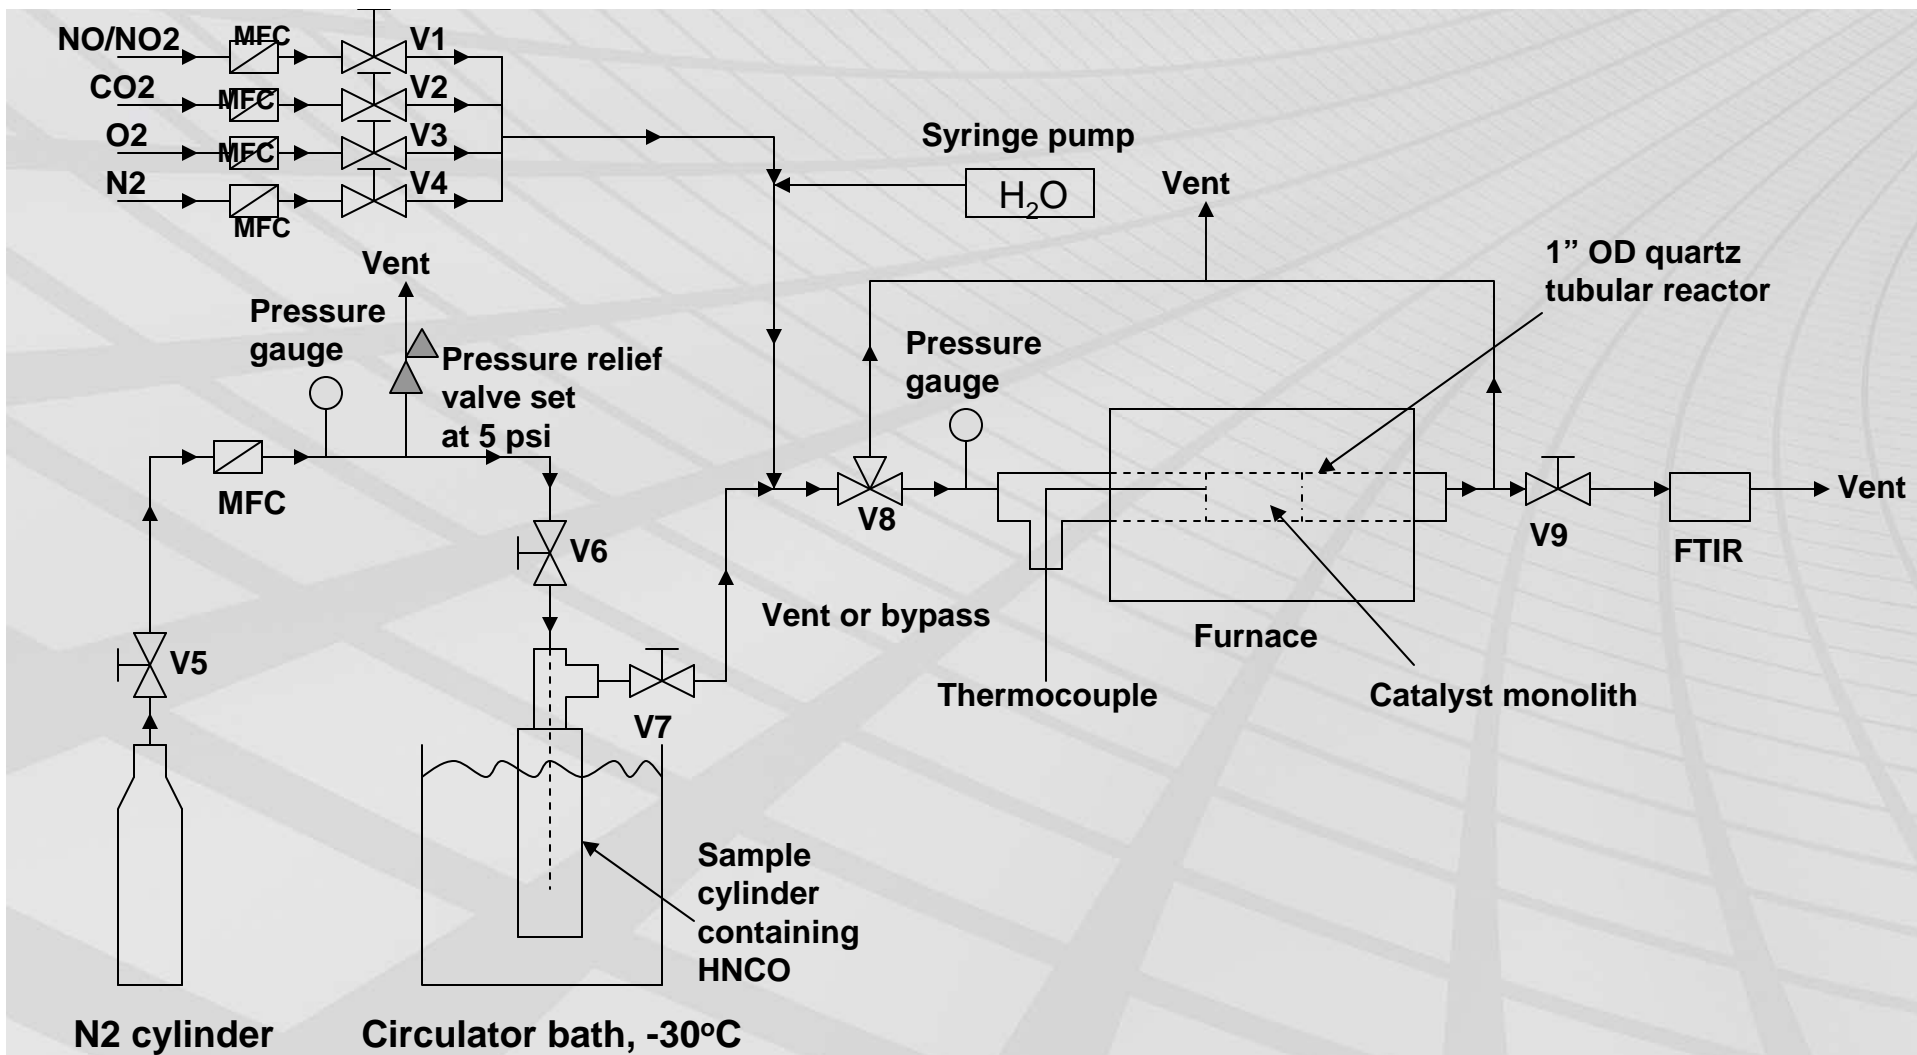 NO/NO2
MFC
V1
CO2
MFC
V2
O2
MFC
V3
N2
MFC
V4
Syringe pump
H₂O
Vent
1” OD quartz
tubular reactor
Vent
Pressure
gauge
Pressure relief
valve set
at 5 psi
Pressure
gauge
MFC
V8
V9
FTIR
Vent
V6
V5
Vent or bypass
Furnace
Thermocouple
Catalyst monolith
V7
Sample
cylinder
containing
HNCO
N2 cylinder
Circulator bath, -30ºC